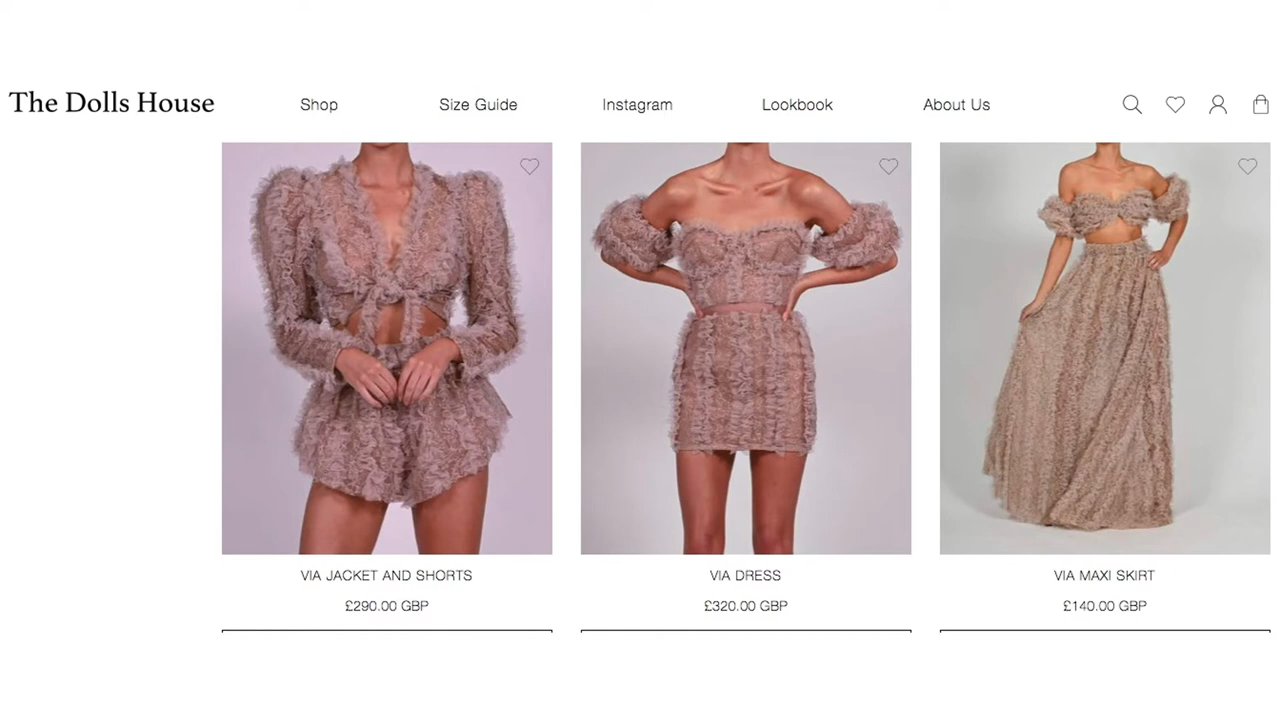 The Dolls House
Shop
Size Guide
Instagram
Lookbook
About Us
VIA JACKET AND SHORTS
£290.00 GBP
VIA DRESS
£320.00 GBP
VIA MAXI SKIRT
£140.00 GBP